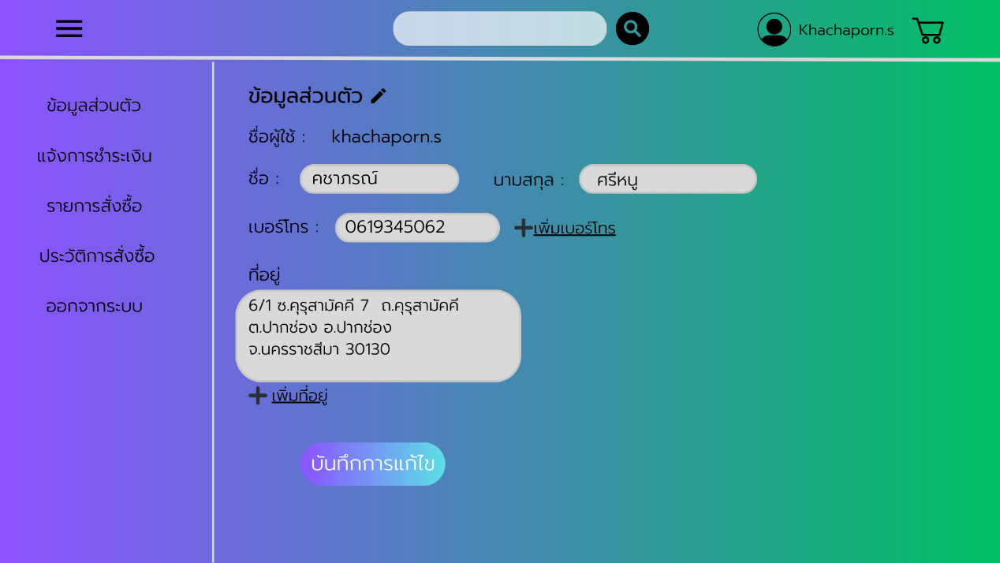 Khachaporn.s
ข้อมูลส่วนตัว
แจ้งการชำระเงิน
รายการสั่งซื้อ
ประวัติการสั่งซื้อ
ออกจากระบบ
ข้อมูลส่วนตัว
ชื่อผู้ใช้ : khachaporn.s
ชื่อ : คชาภรณ์ นามสกุล : ศรีหนู
เบอร์โทร : 0619345062 เพิ่มเบอร์โทร
ที่อยู่
6/1 ซ.คุรุสามัคคี 7 ถ.คุรุสามัคคี
ต.ปากช่อง อ.ปากช่อง
จ.นครราชสีมา 30130
เพิ่มที่อยู่
บันทึกการแก้ไข